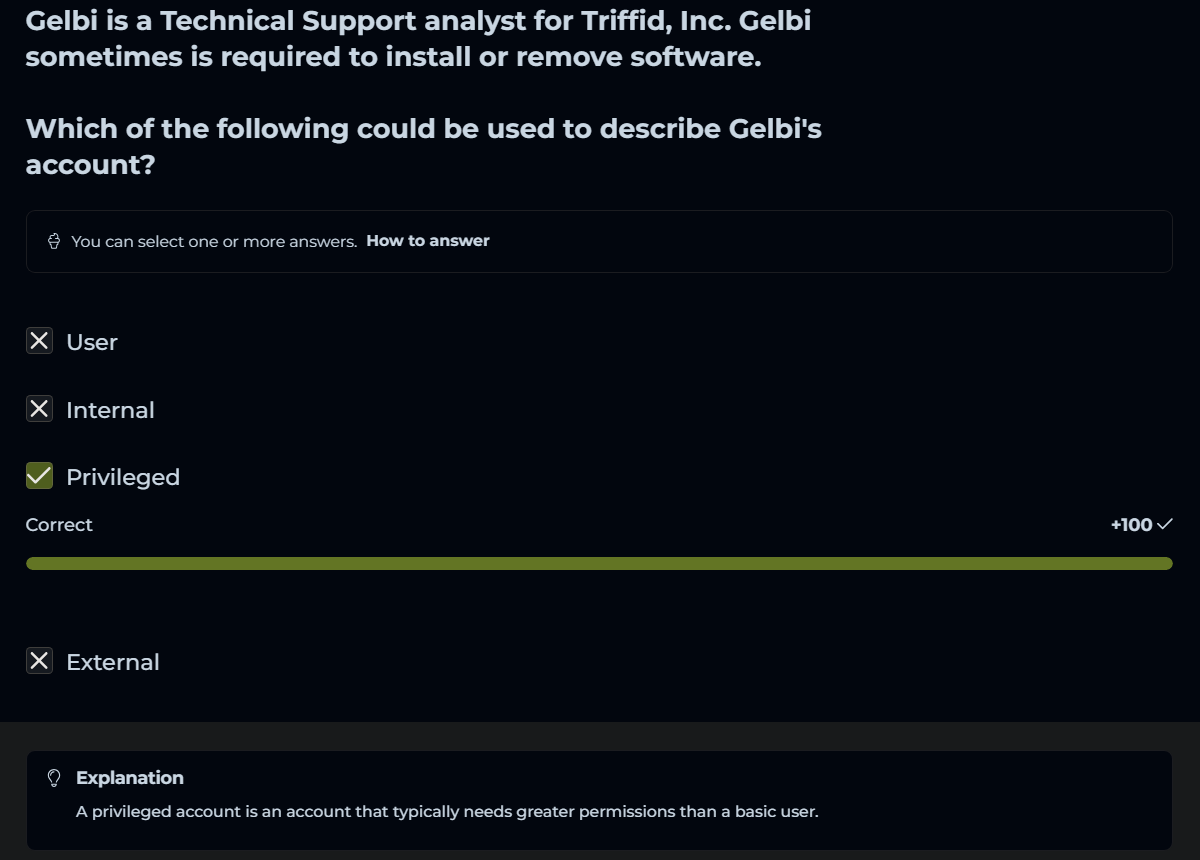 Gelbi is a Technical Support analyst for Triffid, Inc. Gelbi
sometimes is required to install or remove software.
Which of the following could be used to describe Gelbi's
account?
You can select one or more answers. How to answer
User
Internal
Privileged
Correct +100
External
Explanation
A privileged account is an account that typically needs greater permissions than a basic user.